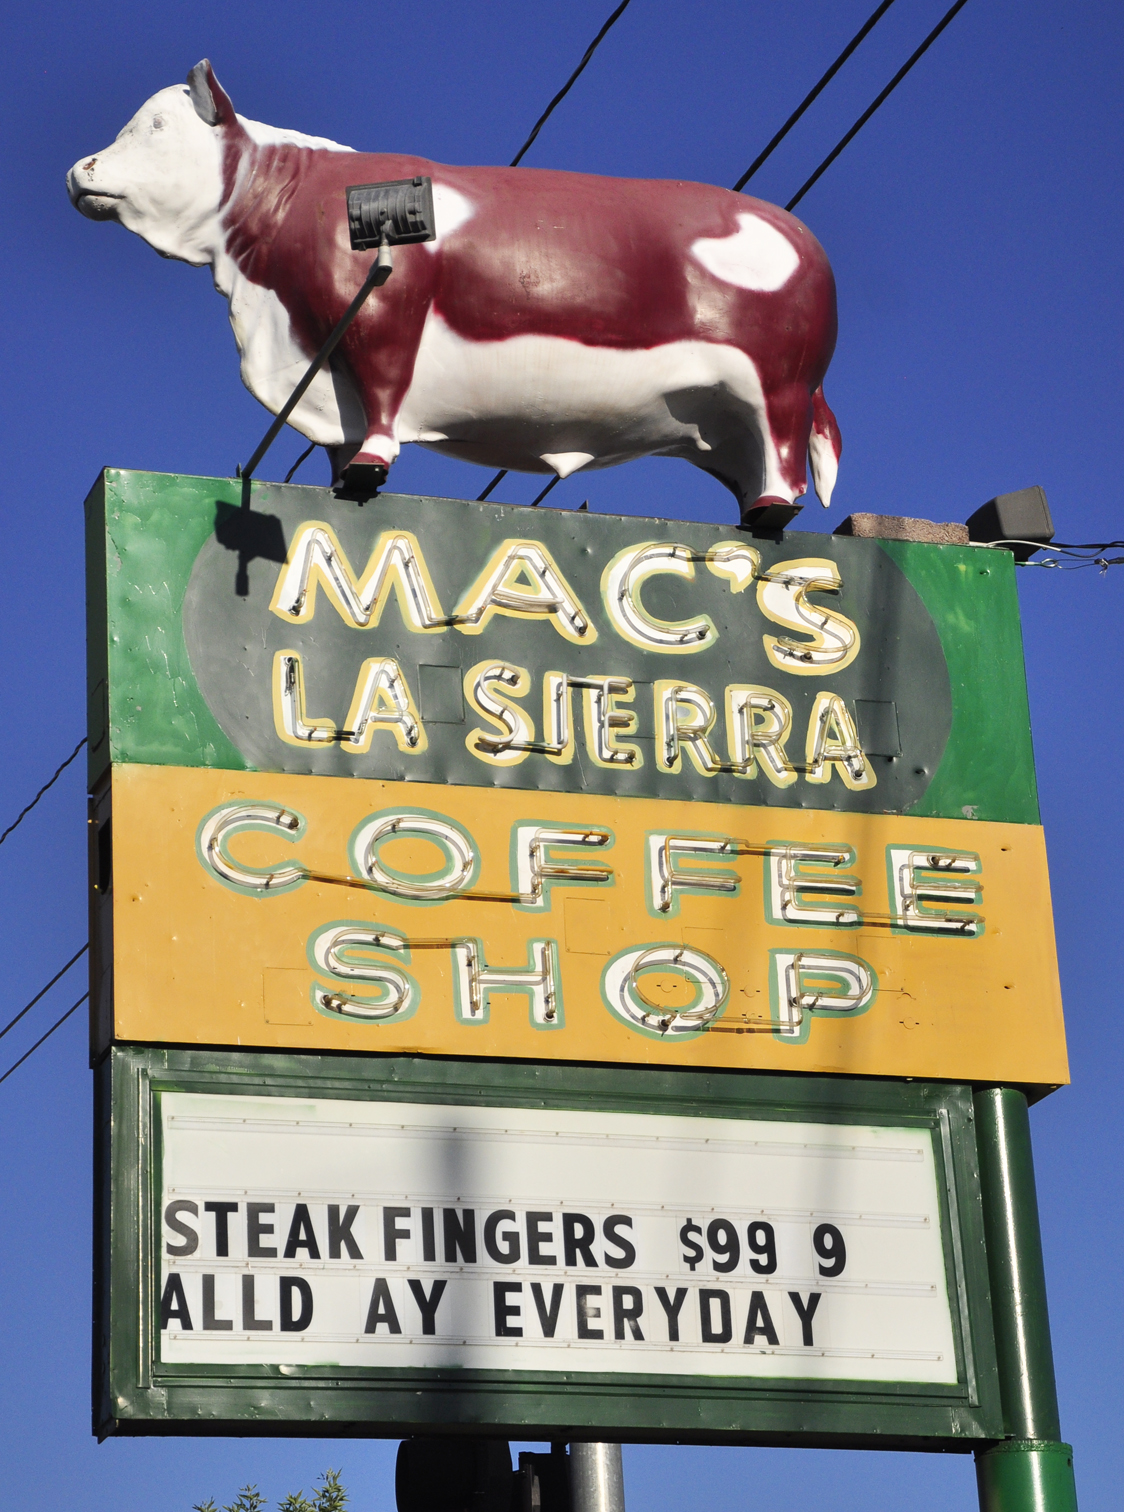 MAC'S
LA SIERRA
COFFEE
SHOP
STEAK FINGERS $99 9
ALLD AY EVERYDAY